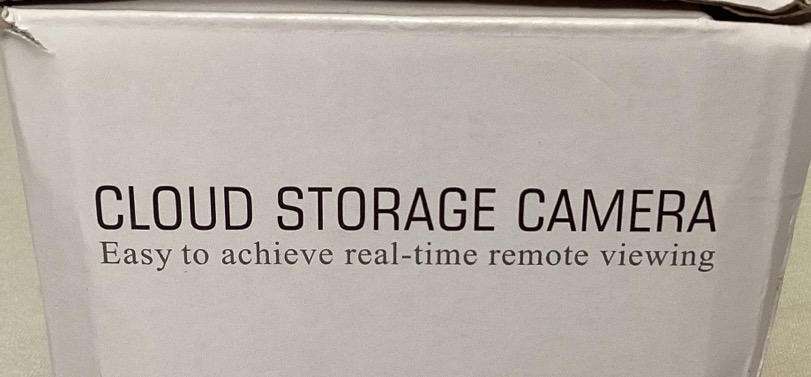 CLOUD STORAGE CAMERA
Easy to achieve real-time remote viewing